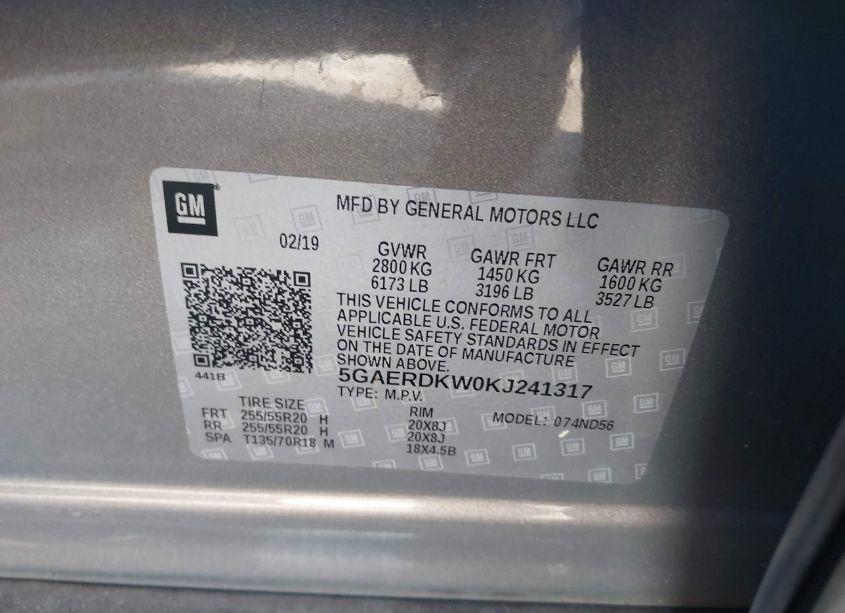 GM
MFD BY GENERAL MOTORS LLC
02/19
GVWR
2800 KG
6173 LB
GAWR FRT
1450 KG
3196 LB
GAWR RR
1600 KG
3527 LB
THIS VEHICLE CONFORMS TO ALL
APPLICABLE U.S. FEDERAL MOTOR
VEHICLE SAFETY STANDARDS IN EFFECT
ON THE DATE OF MANUFACTURE
SHOWN ABOVE.
441B
5GAERDKW0KJ241317
TYPE: M.P.V.
TIRE SIZE
RIM
MODEL: 074ND56
FRT 255/55R20 H 20X8J
RR 255/55R20 H 20X8J
SPA T135/70R18 M 18X4.5B